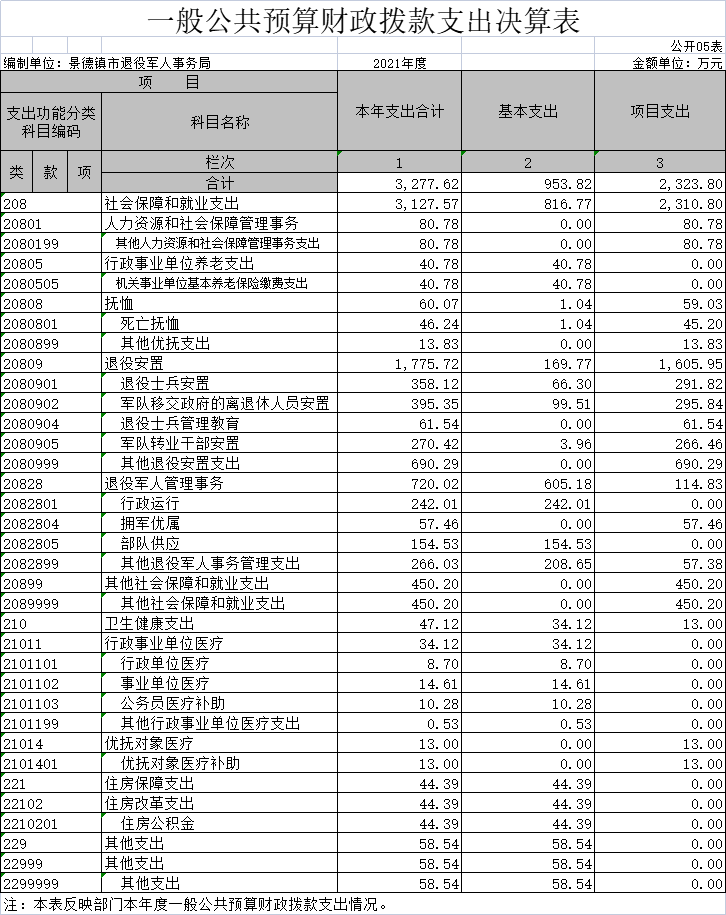 一般公共预算财政拨款支出决算表
公开05表
编制单位：景德镇市退役军人事务局 2021年度 金额单位：万元
项 目 本年支出合计 基本支出 项目支出
支出功能分类科目编码 科目名称
类 款 项 栏次 1 2 3
合计 3,277.62 953.82 2,323.80
208 社会保障和就业支出 3,127.57 816.77 2,310.80
20801 人力资源和社会保障管理事务 80.78 0.00 80.78
2080199 其他人力资源和社会保障管理事务支出 80.78 0.00 80.78
20805 行政事业单位养老支出 40.78 40.78 0.00
2080505 机关事业单位基本养老保险缴费支出 40.78 40.78 0.00
20808 抚恤 60.07 1.04 59.03
2080801 死亡抚恤 46.24 1.04 45.20
2080899 其他优抚支出 13.83 0.00 13.83
20809 退役安置 1,775.72 169.77 1,605.95
2080901 退役士兵安置 358.12 66.30 291.82
2080902 军队移交政府的离退休人员安置 395.35 99.51 295.84
2080904 退役士兵管理教育 61.54 0.00 61.54
2080905 军队转业干部安置 270.42 3.96 266.46
2080999 其他退役安置支出 690.29 0.00 690.29
20828 退役军人管理事务 720.02 605.18 114.83
2082801 行政运行 242.01 242.01 0.00
2082804 拥军优属 57.46 0.00 57.46
2082805 部队供应 154.53 154.53 0.00
2082899 其他退役军人事务管理支出 266.03 208.65 57.38
20899 其他社会保障和就业支出 450.20 0.00 450.20
2089999 其他社会保障和就业支出 450.20 0.00 450.20
210 卫生健康支出 47.12 34.12 13.00
21011 行政事业单位医疗 34.12 34.12 0.00
2101101 行政单位医疗 8.70 8.70 0.00
2101102 事业单位医疗 14.61 14.61 0.00
2101103 公务员医疗补助 10.28 10.28 0.00
2101199 其他行政事业单位医疗支出 0.53 0.53 0.00
21014 优抚对象医疗 13.00 0.00 13.00
2101401 优抚对象医疗补助 13.00 0.00 13.00
221 住房保障支出 44.39 44.39 0.00
22102 住房改革支出 44.39 44.39 0.00
2210201 住房公积金 44.39 44.39 0.00
229 其他支出 58.54 58.54 0.00
22999 其他支出 58.54 58.54 0.00
2299999 其他支出 58.54 58.54 0.00
注：本表反映部门本年度一般公共预算财政拨款支出情况。